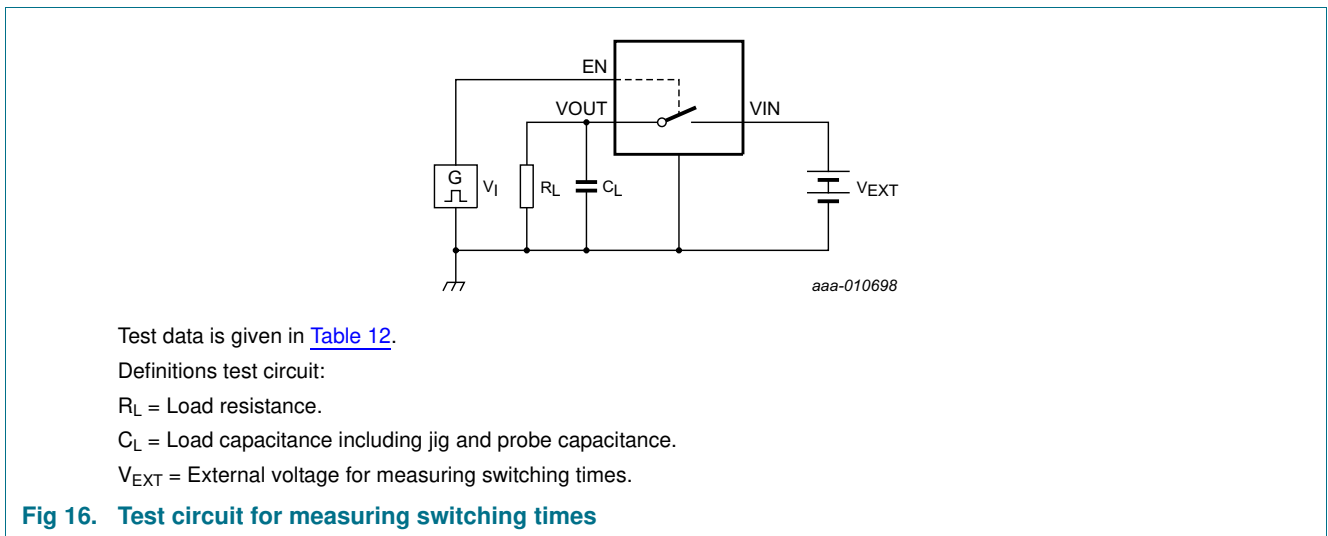 EN
VOUT
VIN
G
VI
RL
CL
VEXT
aaa-010698
Test data is given in Table 12.
Definitions test circuit:
RL = Load resistance.
CL = Load capacitance including jig and probe capacitance.
VEXT = External voltage for measuring switching times.
Fig 16. Test circuit for measuring switching times